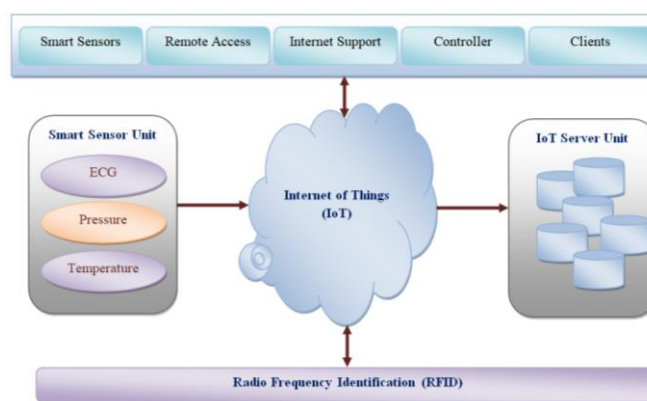 Smart Sensors
Remote Access
Internet Support
Controller
Clients
Smart Sensor Unit
ECG
Pressure
Temperature
Internet of Things
(IoT)
IoT Server Unit
Radio Frequency Identification (RFID)